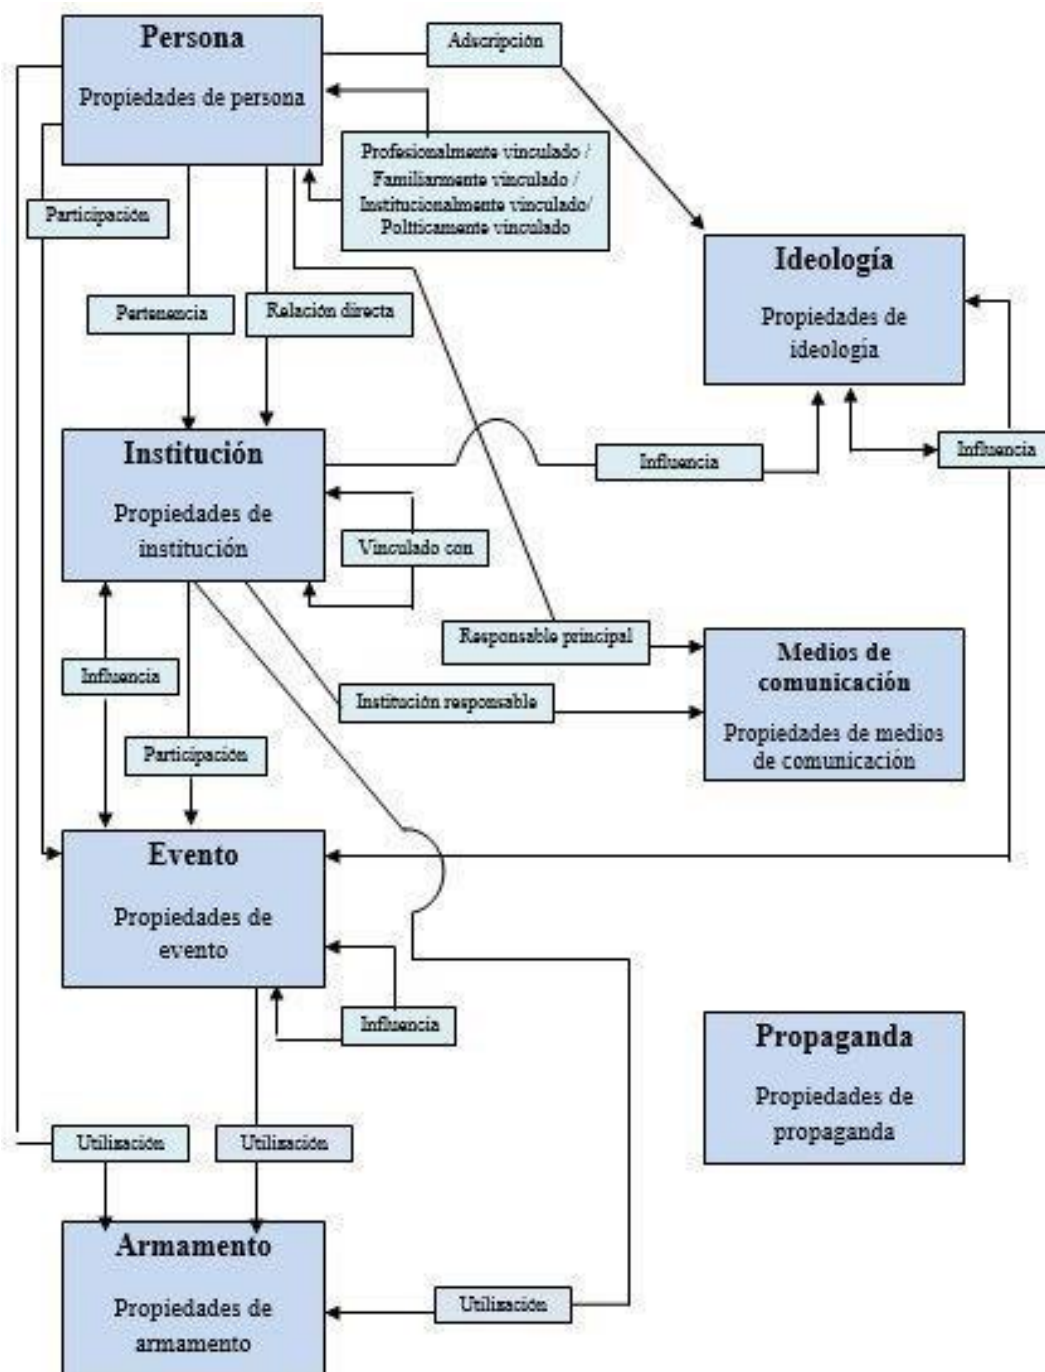 Persona
Propiedades de persona
Adscripción
Profesionalmente vinculado /
Familiarmente vinculado /
Institucionalmente vinculado/
Políticamente vinculado
Participación
Ideología
Propiedades de
ideología
Pertenencia
Relación directa
Institución
Propiedades de
institución
Influencia
Influencia
Vinculado con
Responsable principal
Medios de
comunicación
Propiedades de medios
de comunicación
Influencia
Institución responsable
Participación
Evento
Propiedades de
evento
Influencia
Propaganda
Propiedades de
propaganda
Utilización
Utilización
Armamento
Propiedades de
armamento
Utilización